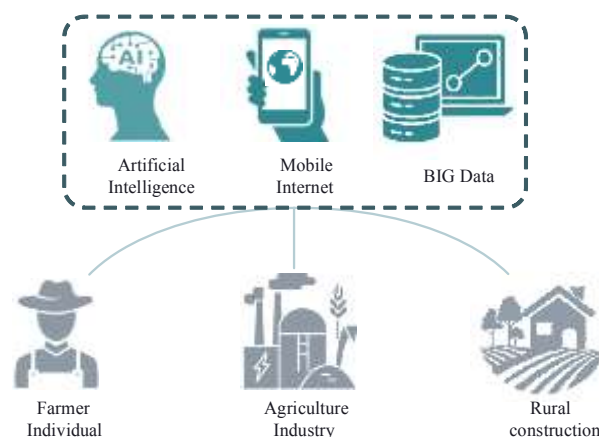 AI
Artificial
Intelligence
Mobile
Internet
BIG Data
Farmer
Individual
Agriculture
Industry
Rural
construction